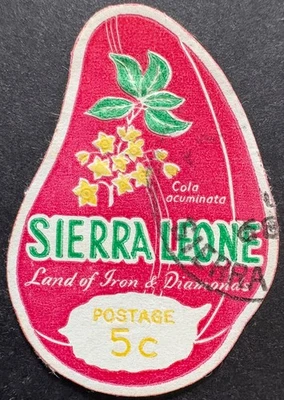 Cola
acuminata
SIERRA LEONE
Land of Iron & Diamonds
POSTAGE
5c